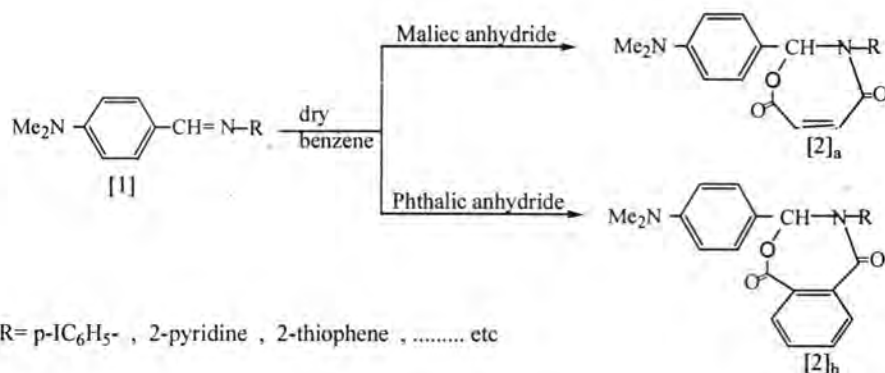 Maliec anhydride
Me₂N CH N R
O O O
[2]a
Me₂N CH=N-R
dry
benzene
[1]
Phthalic anhydride
Me₂N CH N R
O O O
[2]b
R= p-IC₆H₅- , 2-pyridine , 2-thiophene , ......... etc